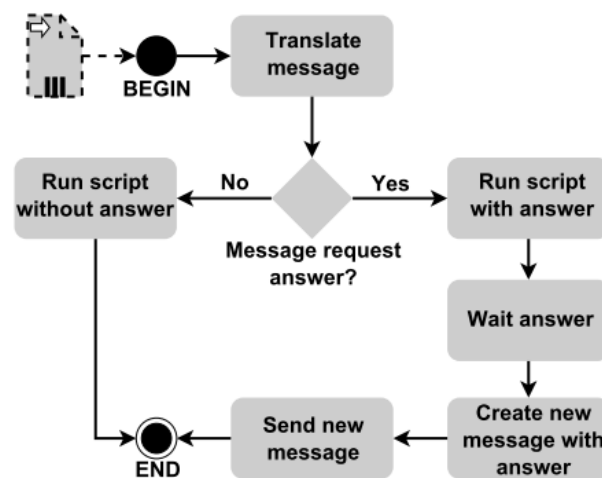 Translate
message
BEGIN
No
Yes
Run script
without answer
Message request
answer?
Run script
with answer
Wait answer
Create new
message with
answer
Send new
message
END